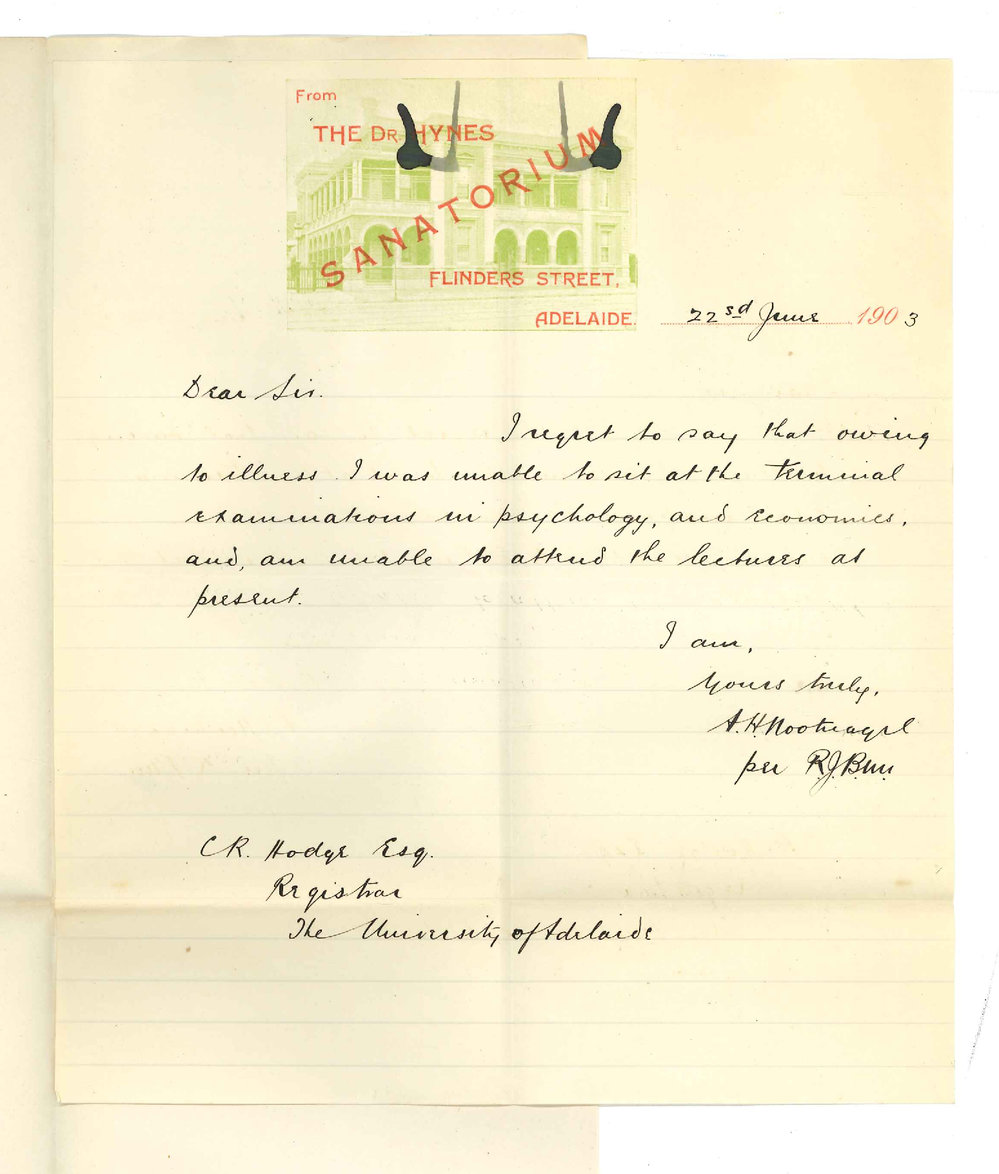 From
THE DR HYNES
SANATORIUM
FLINDERS STREET,
ADELAIDE.
22sd June 1903
Dear Sir.
I regret to say that owing
to illness I was unable to sit at the terminal
examinations in psychology, and economics,
and, am unable to attend the lectures at
present.
I am,
Yours truly,
A.H.
per R.J.
C.R. Hodge Esq.
Registrar
The University of Adelaide